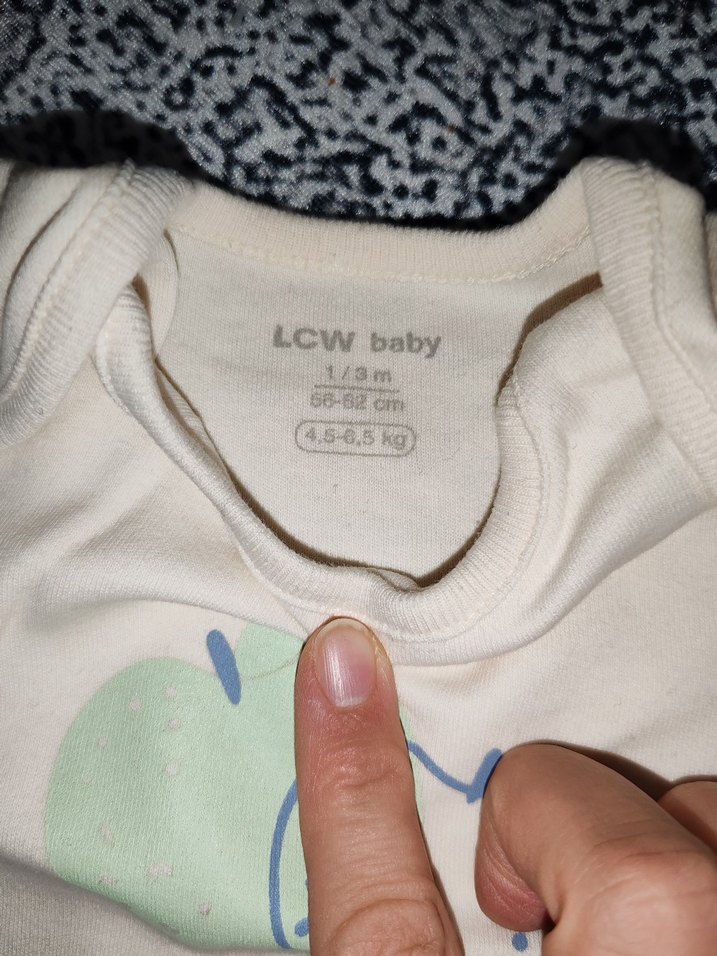 LCW baby
1 / 3 m
56-62 cm
4,5-6,5 kg